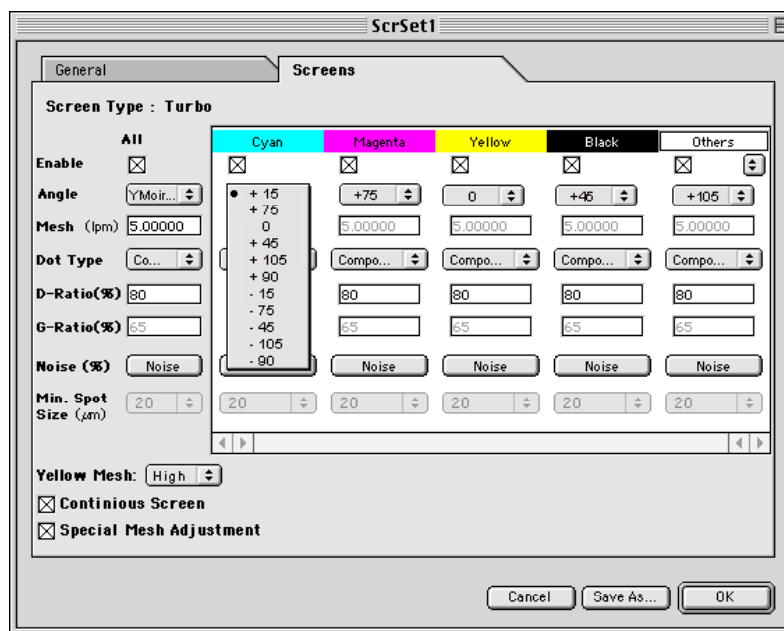 ScrSet1
General
Screens
Screen Type : Turbo
All Cyan Magenta Yellow Black Others
Enable
Angle YMoir... +75 0 +45 +105
+ 15
+ 75
0
+ 45
+ 105
+ 90
- 15
- 75
- 45
- 105
- 90
Mesh (lpm) 5.00000 5.00000 5.00000 5.00000 5.00000
Dot Type Co... Compo... Compo... Compo... Compo...
D-Ratio(%) 80 80 80 80 80
G-Ratio(%) 65 65 65 65 65
Noise (%) Noise Noise Noise Noise Noise
Min. Spot
Size (µm) 20 20 20 20 20 20
Yellow Mesh: High
Continious Screen
Special Mesh Adjustment
Cancel Save As... OK